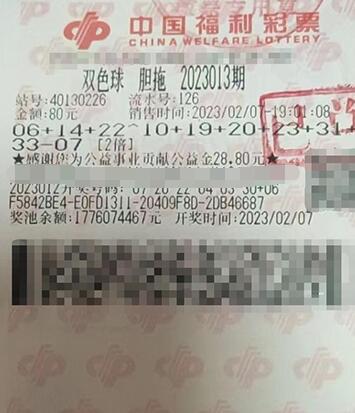 中国福利彩票
CHINA WELFARE LOTTERY
双色球 胆拖 2023013期
站号:40130226 流水号:126
金额:80元 销售时间:2023/02/07-19:01:08
06+14+22~10+19+20+23+31+
33-07 [2倍]
★感谢您为公益事业贡献公益金28.80元★
2023012开奖号码:07 20 22 04 03 30+06
F5842BE4-E0FD1311-20409F8D-2DB46687
奖池余额:1776074467元 开奖时间:2023/02/07